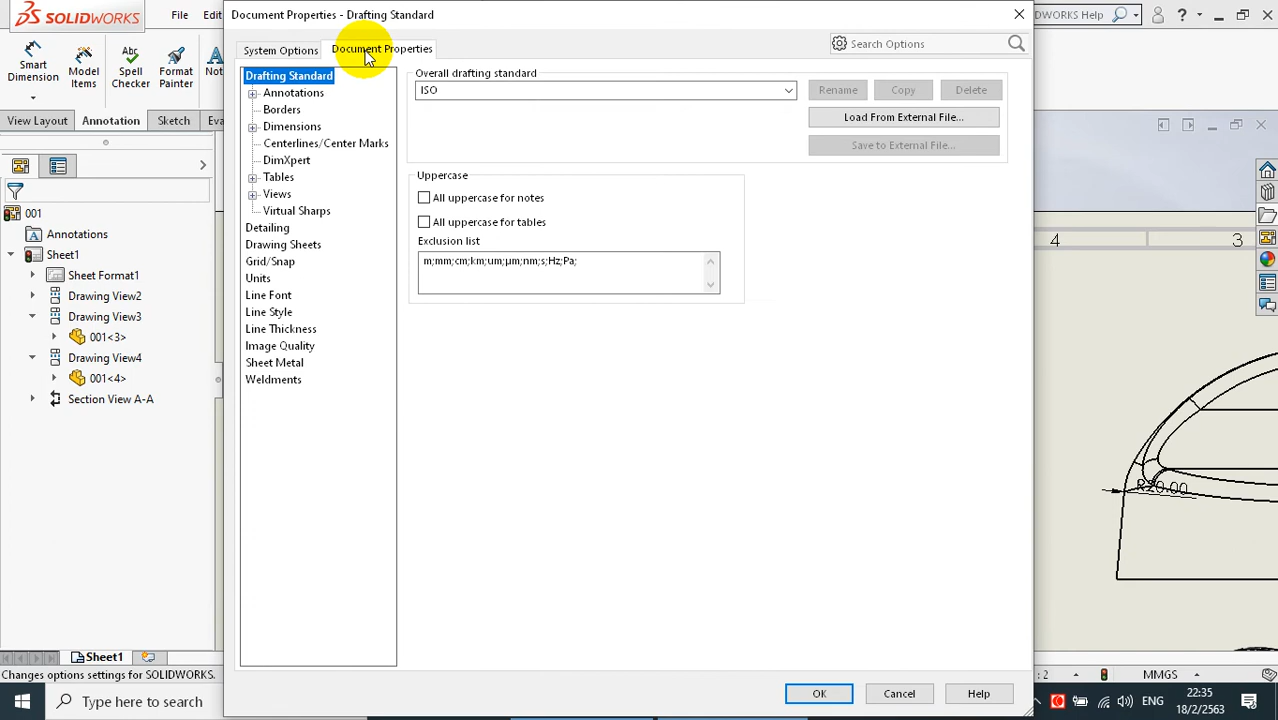 SOLIDWORKS
File
Edit
Document Properties - Drafting Standard
RKS Help
Smart Dimension
Model Items
Spell Checker
Format Painter
System Options
Document Properties
Search Options
View Layout
Annotation
Sketch
Drafting Standard
Annotations
Borders
Dimensions
Centerlines/Center Marks
DimXpert
Tables
Views
Virtual Sharps
Detailing
Drawing Sheets
Grid/Snap
Units
Line Font
Line Style
Line Thickness
Image Quality
Sheet Metal
Weldments
Overall drafting standard
ISO
Rename
Copy
Delete
Load From External File...
Save to External File...
Uppercase
All uppercase for notes
All uppercase for tables
Exclusion list
m;mm;cm;km;um;µm;nm;s;Hz;Pa;
001
Annotations
Sheet1
Sheet Format1
Drawing View2
Drawing View3
001<3>
Drawing View4
001<4>
Section View A-A
4
3
R20.00
Sheet1
Changes options settings for SOLIDWORKS.
OK
Cancel
Help
: 2
MMGS
Type here to search
ENG
22:35
18/2/2563